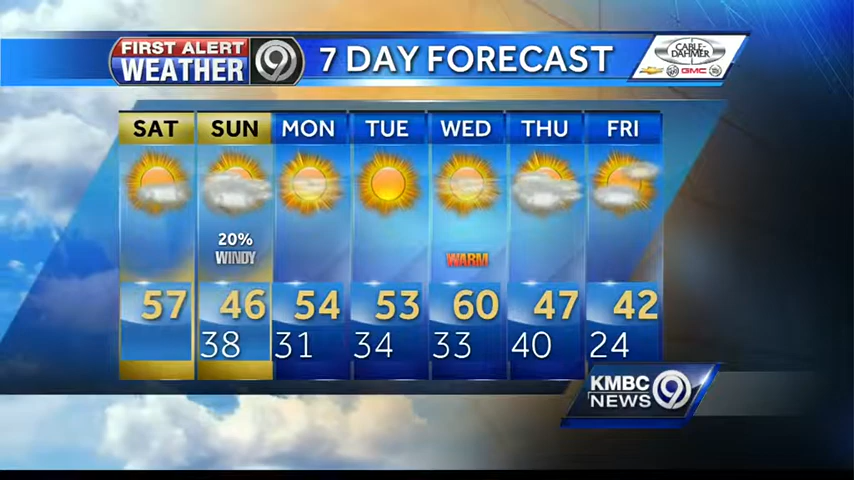 FIRST ALERT
WEATHER 9
7 DAY FORECAST
CABLE-DAHMER
GMC
SAT SUN MON TUE WED THU FRI
20%
WINDY
WARM
57 46 54 53 60 47 42
38 31 34 33 40 24
KMBC 9
NEWS